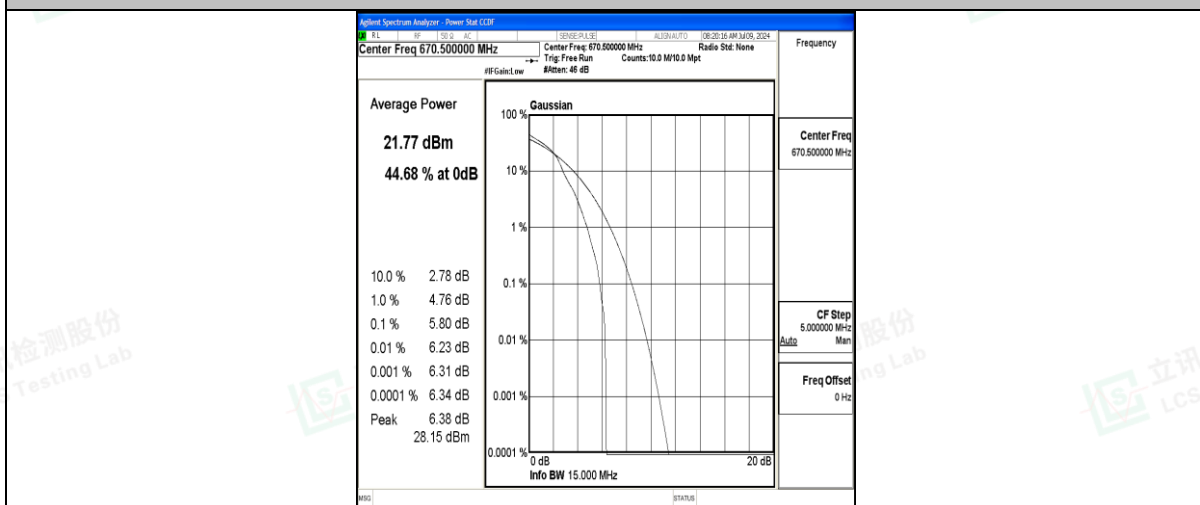 Agilent Spectrum Analyzer - Power Stat CCDF
RL RF 50 Ω AC SENSE:PULSE ALIGN AUTO 08:20:16 AM Jul 09, 2024
Center Freq 670.500000 MHz
Center Freq: 670.500000 MHz Radio Std: None
Trig: Free Run Counts:10.0 M/10.0 Mpt
#IFGain:Low #Atten: 46 dB
Frequency
Average Power
21.77 dBm
44.68 % at 0dB
10.0 % 2.78 dB
1.0 % 4.76 dB
0.1 % 5.80 dB
0.01 % 6.23 dB
0.001 % 6.31 dB
0.0001 % 6.34 dB
Peak 6.38 dB
28.15 dBm
Gaussian
100 %
10 %
1 %
0.1 %
0.01 %
0.001 %
0.0001 %
0 dB 20 dB
Info BW 15.000 MHz
Center Freq
670.500000 MHz
CF Step
5.000000 MHz
Auto Man
Freq Offset
0 Hz
MSG STATUS
检测股份
Testing Lab
股份
ng Lab
立讯
LCS